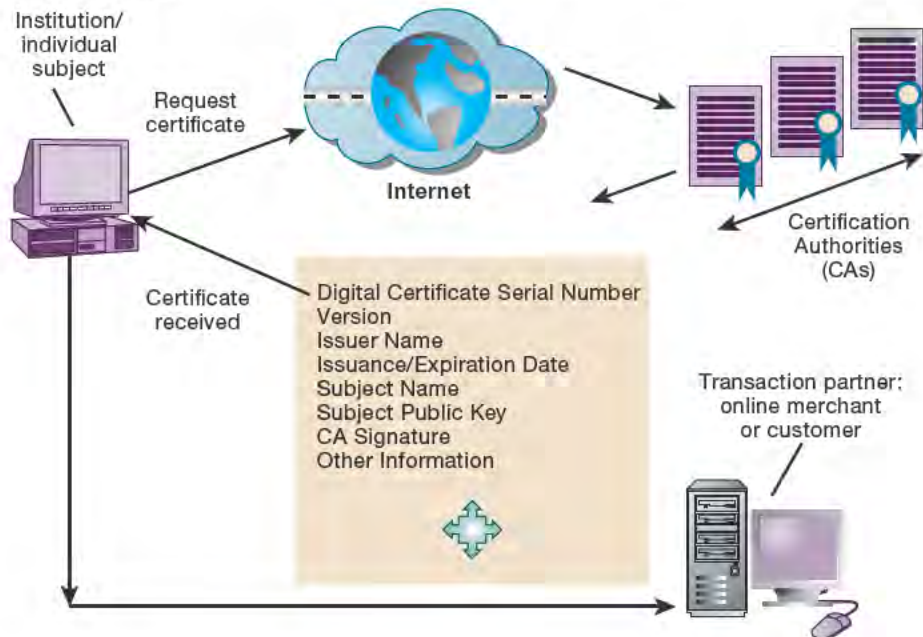 Institution/
individual
subject
Request
certificate
Internet
Certification
Authorities
(CAs)
Certificate
received
Digital Certificate Serial Number
Version
Issuer Name
Issuance/Expiration Date
Subject Name
Subject Public Key
CA Signature
Other Information
Transaction partner:
online merchant
or customer